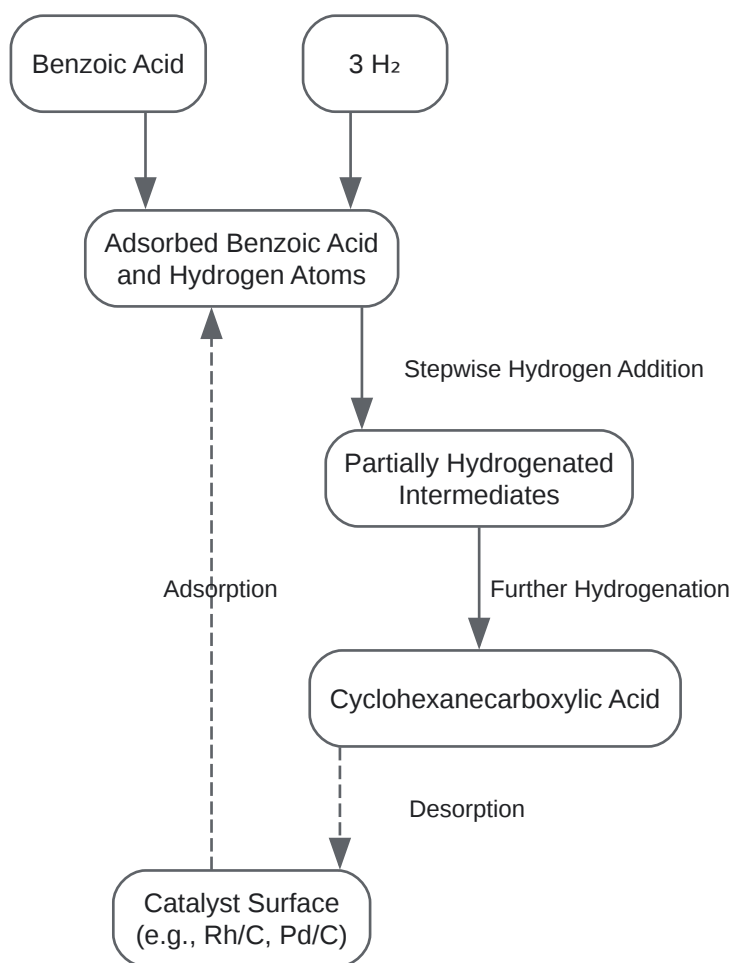 Benzoic Acid
3 H₂
Adsorbed Benzoic Acid
and Hydrogen Atoms
Stepwise Hydrogen Addition
Partially Hydrogenated
Intermediates
Adsorption
Further Hydrogenation
Cyclohexanecarboxylic Acid
Desorption
Catalyst Surface
(e.g., Rh/C, Pd/C)